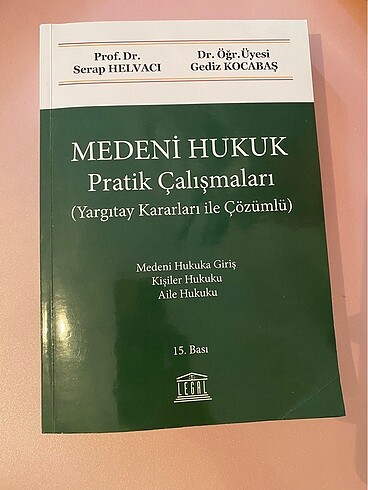 Prof. Dr.
Serap HELVACI
Dr. Öğr. Üyesi
Gediz KOCABAŞ
MEDENİ HUKUK
Pratik Çalışmaları
(Yargıtay Kararları ile Çözümlü)
Medeni Hukuka Giriş
Kişiler Hukuku
Aile Hukuku
15. Bası
LEGAL